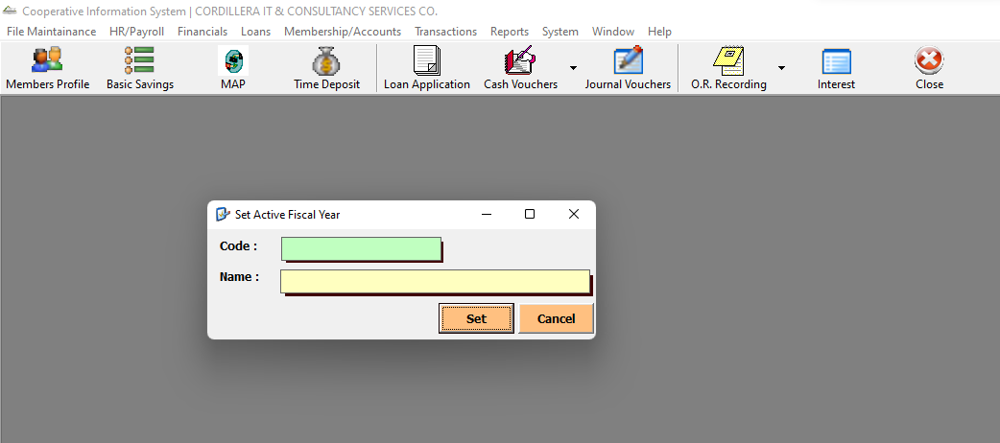 Cooperative Information System | CORDILLERA IT & CONSULTANCY SERVICES CO.
File Maintainance HR/Payroll Financials Loans Membership/Accounts Transactions Reports System Window Help
Members Profile Basic Savings MAP Time Deposit Loan Application Cash Vouchers Journal Vouchers O.R. Recording Interest Close
Set Active Fiscal Year
Code :
Name :
Set Cancel